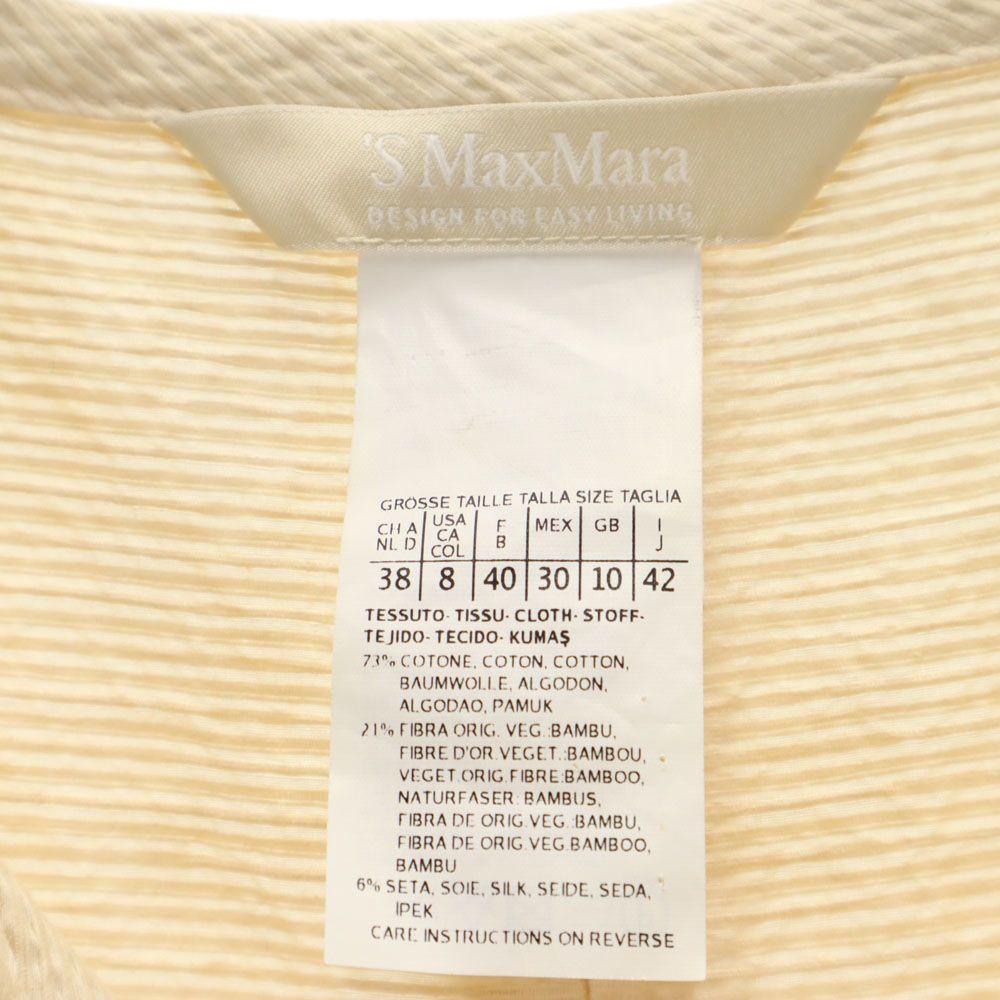 'S MaxMara
DESIGN FOR EASY LIVING
GRÖSSE TAILLE TALLA SIZE TAGLIA
CH A NL D | USA CA COL | F B | MEX | GB | I J
38 | 8 | 40 | 30 | 10 | 42
TESSUTO- TISSU- CLOTH- STOFF-
TEJIDO- TECIDO- KUMAŞ
73% COTONE, COTON, COTTON,
BAUMWOLLE, ALGODON,
ALGODAO, PAMUK
21% FIBRA ORIG. VEG.:BAMBU,
FIBRE D'OR.VEGET.:BAMBOU,
VEGET.ORIG.FIBRE:BAMBOO,
NATURFASER: BAMBUS,
FIBRA DE ORIG.VEG.:BAMBU,
FIBRA DE ORIG.VEG.BAMBOO,
BAMBU
6% SETA, SOIE, SILK, SEIDE, SEDA,
IPEK
CARE INSTRUCTIONS ON REVERSE